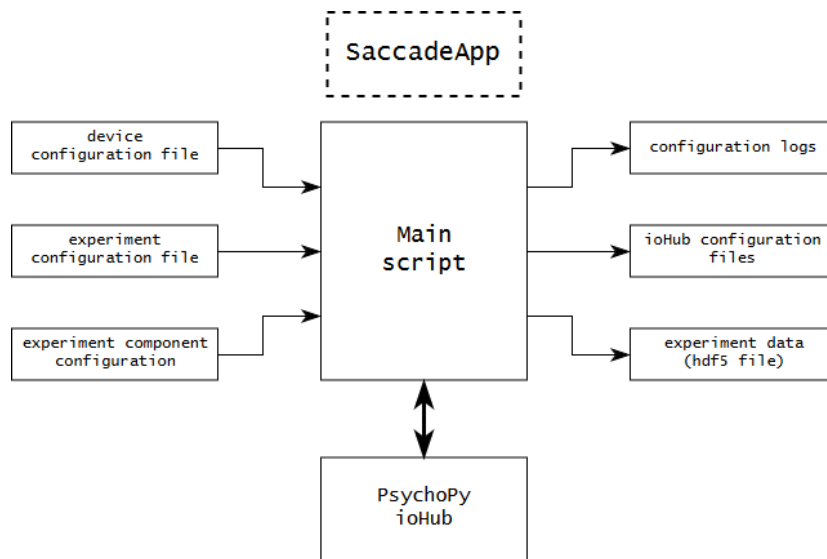 SaccadeApp
device
configuration file
experiment
configuration file
experiment component
configuration
Main
script
configuration logs
ioHub configuration
files
experiment data
(hdf5 file)
PsychoPy
ioHub